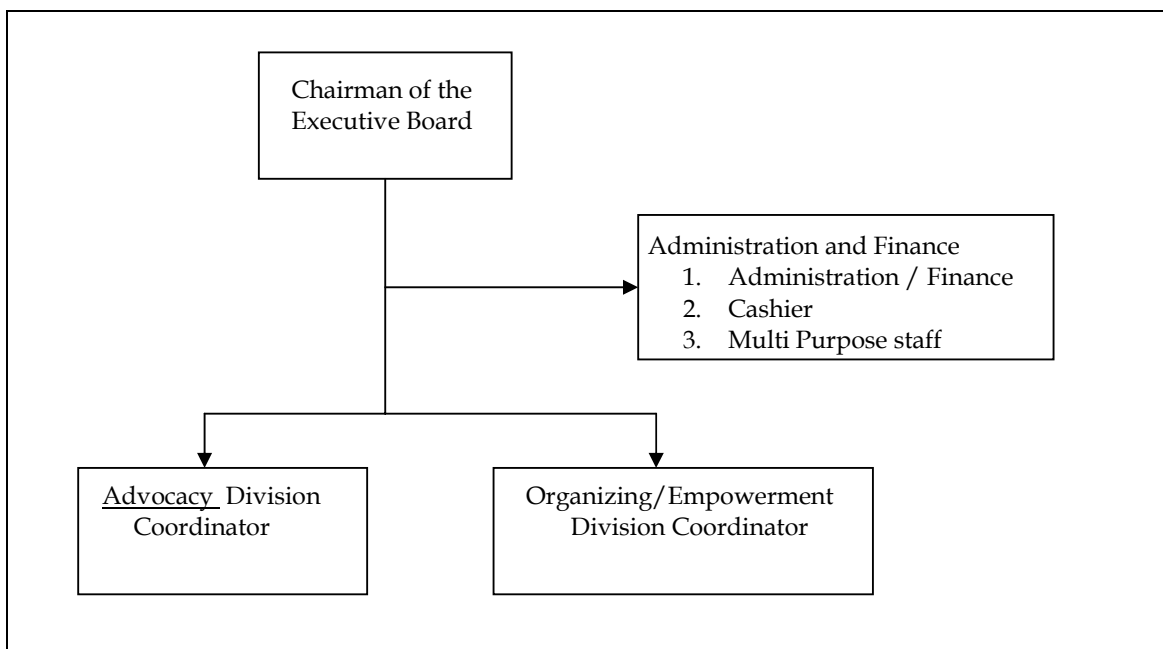 Chairman of the
Executive Board
Administration and Finance
1. Administration / Finance
2. Cashier
3. Multi Purpose staff
Advocacy Division
Coordinator
Organizing/Empowerment
Division Coordinator